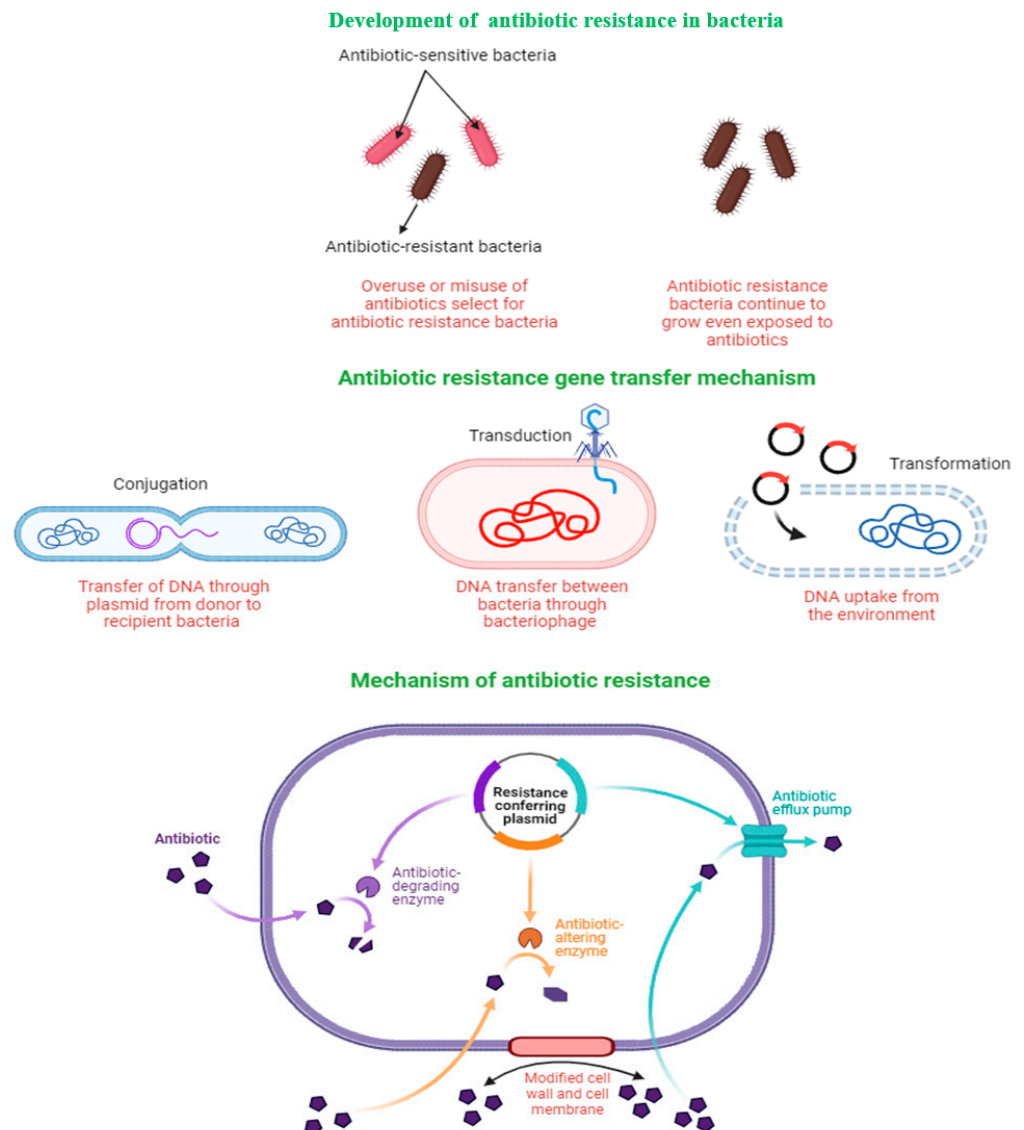 Development of antibiotic resistance in bacteria
Antibiotic-sensitive bacteria
Antibiotic-resistant bacteria
Overuse or misuse of
antibiotics select for
antibiotic resistance bacteria
Antibiotic resistance
bacteria continue to
grow even exposed to
antibiotics
Antibiotic resistance gene transfer mechanism
Conjugation
Transfer of DNA through
plasmid from donor to
recipient bacteria
Transduction
DNA transfer between
bacteria through
bacteriophage
Transformation
DNA uptake from
the environment
Mechanism of antibiotic resistance
Resistance
conferring
plasmid
Antibiotic
efflux pump
Antibiotic
Antibiotic-
degrading
enzyme
Antibiotic-
altering
enzyme
Modified cell
wall and cell
membrane